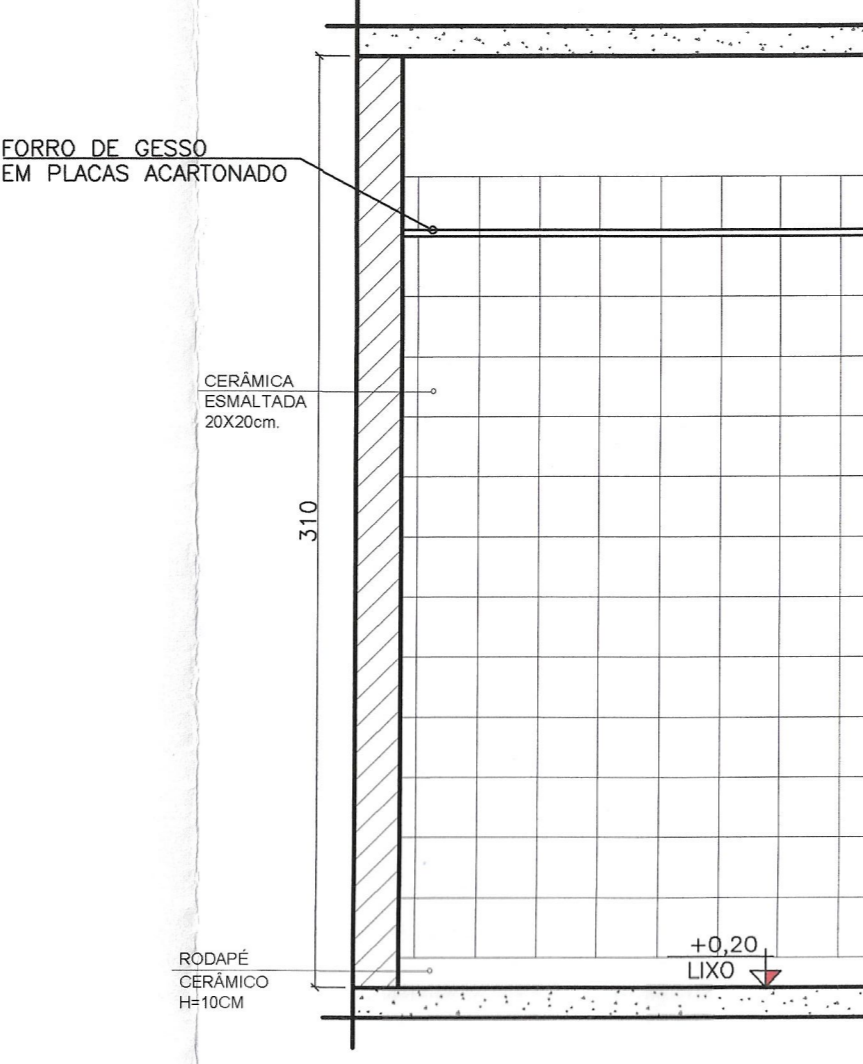 FORRO DE GESSO
EM PLACAS ACARTONADO
CERÂMICA
ESMALTADA
20X20cm.
310
+0,20
LIXO
RODAPÉ
CERÂMICO
H=10CM